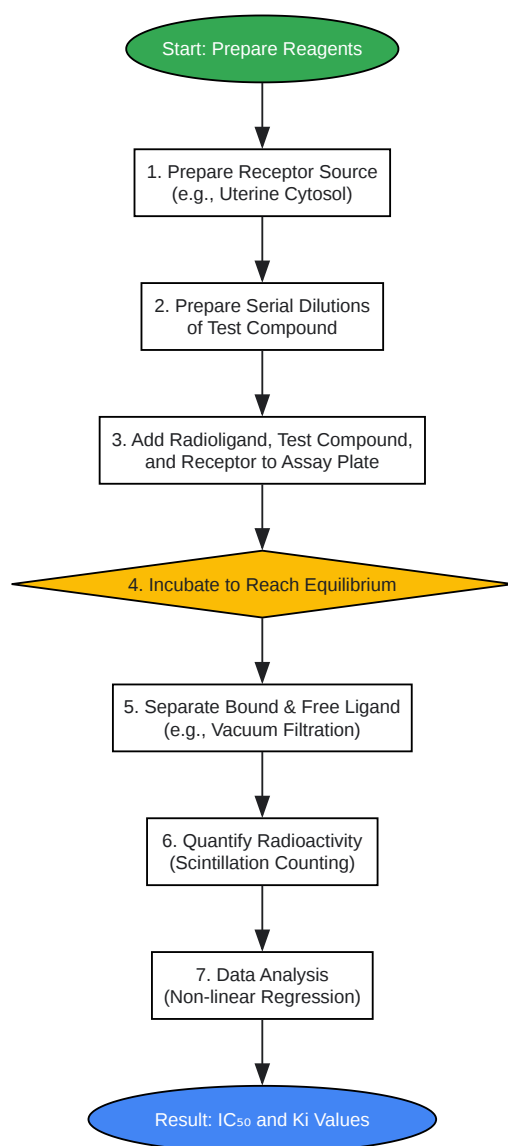 Start: Prepare Reagents
1. Prepare Receptor Source
(e.g., Uterine Cytosol)
2. Prepare Serial Dilutions
of Test Compound
3. Add Radioligand, Test Compound,
and Receptor to Assay Plate
4. Incubate to Reach Equilibrium
5. Separate Bound & Free Ligand
(e.g., Vacuum Filtration)
6. Quantify Radioactivity
(Scintillation Counting)
7. Data Analysis
(Non-linear Regression)
Result: IC₅₀ and Ki Values